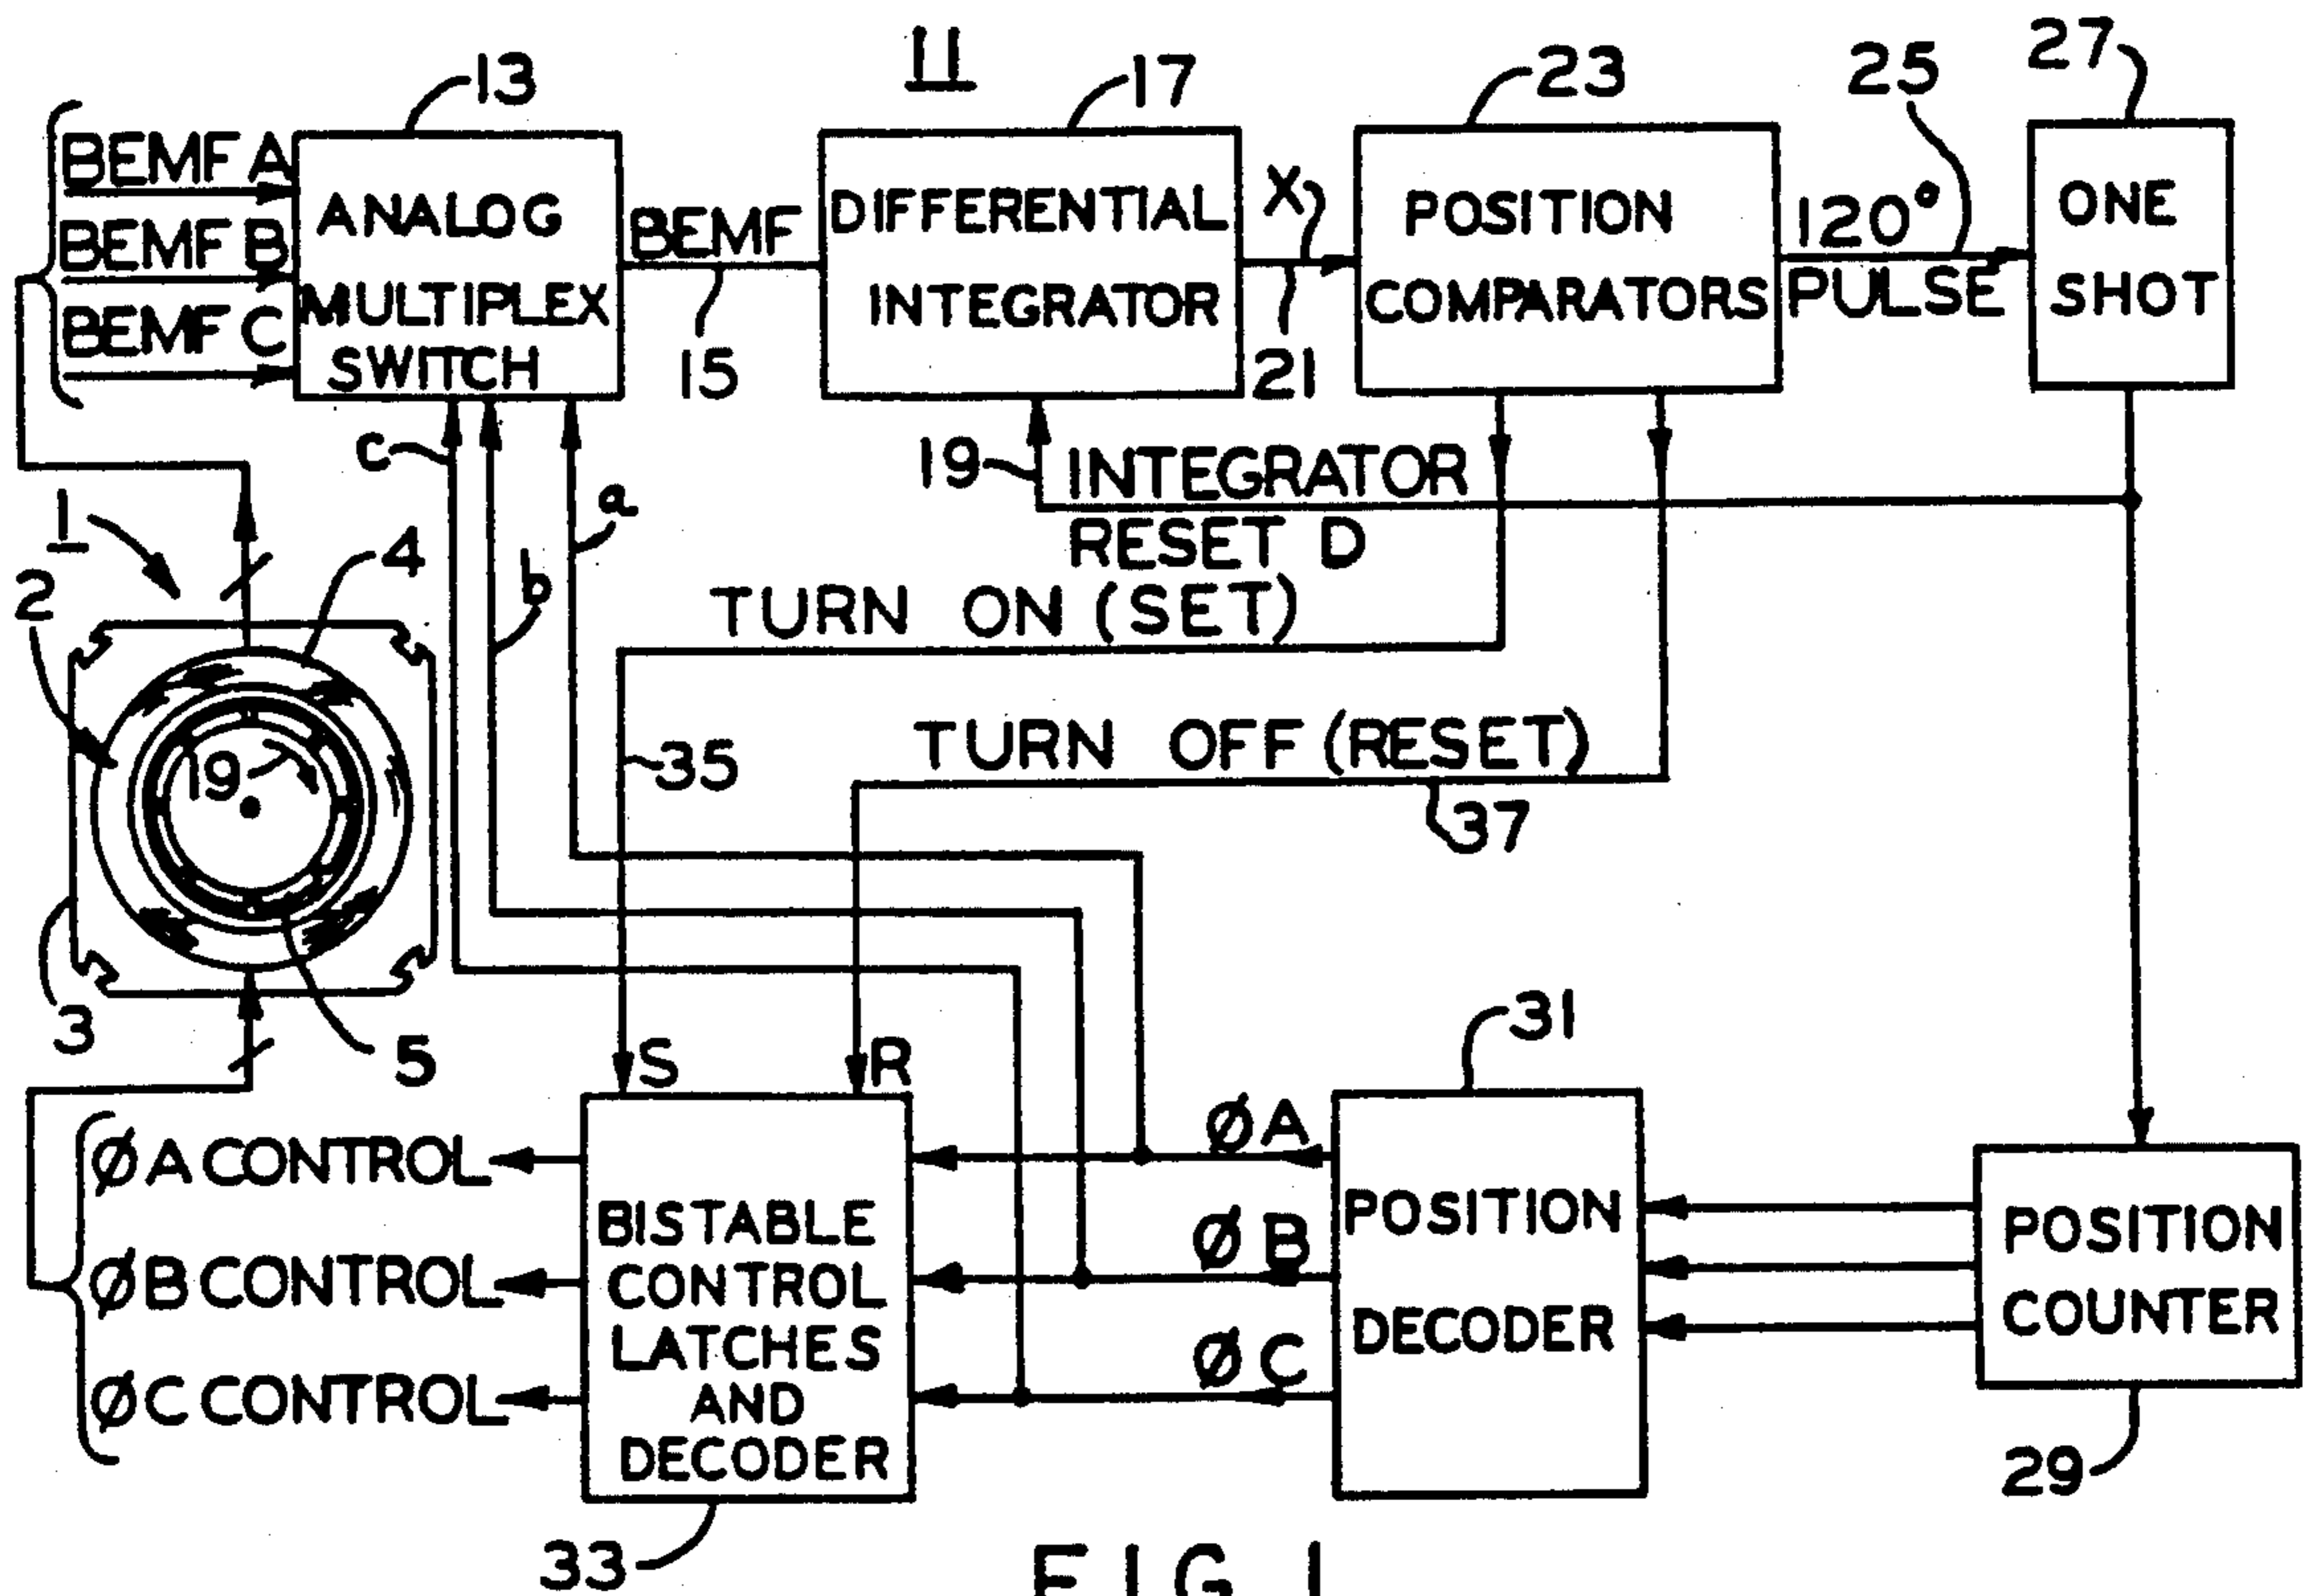 11
13
17
23
25
27
BEMF A
BEMF B
BEMF C
ANALOG
MULTIPLEX
SWITCH
BEMF
15
DIFFERENTIAL
INTEGRATOR
X
21
POSITION
COMPARATORS
120°
PULSE
ONE
SHOT
c
b
a
19
INTEGRATOR
RESET D
TURN ON (SET)
35
TURN OFF (RESET)
37
1
2
4
19
3
5
S
R
31
ØA CONTROL
ØB CONTROL
ØC CONTROL
BISTABLE
CONTROL
LATCHES
AND
DECODER
33
ØA
ØB
ØC
POSITION
DECODER
POSITION
COUNTER
29
FIG. 1